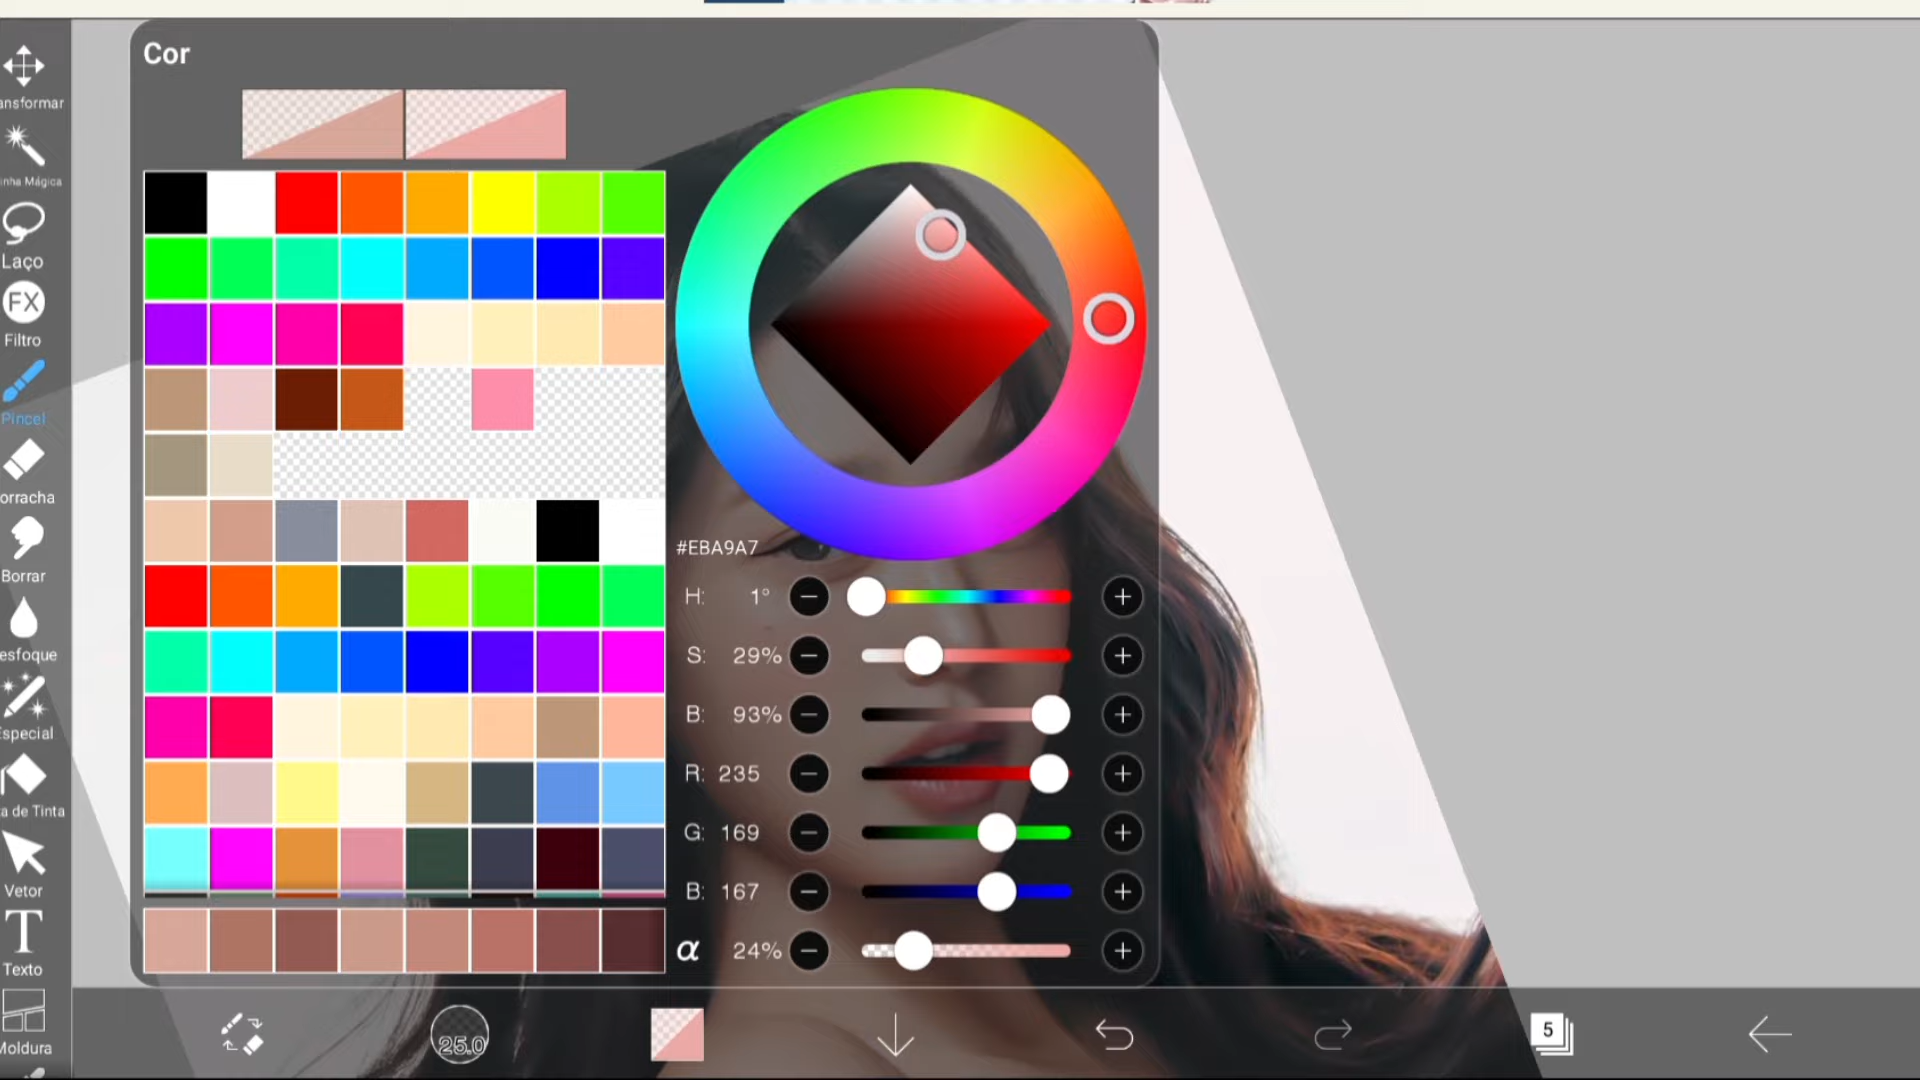 Cor
ansformar
inha Mágica
Laço
FX
Filtro
Pincel
orracha
Borrar
esfoque
Especial
a de Tinta
Vetor
T
Texto
Moldura
#EBA9A7
H: 1°
S: 29%
B: 93%
R: 235
G: 169
B: 167
α 24%
25.0
5